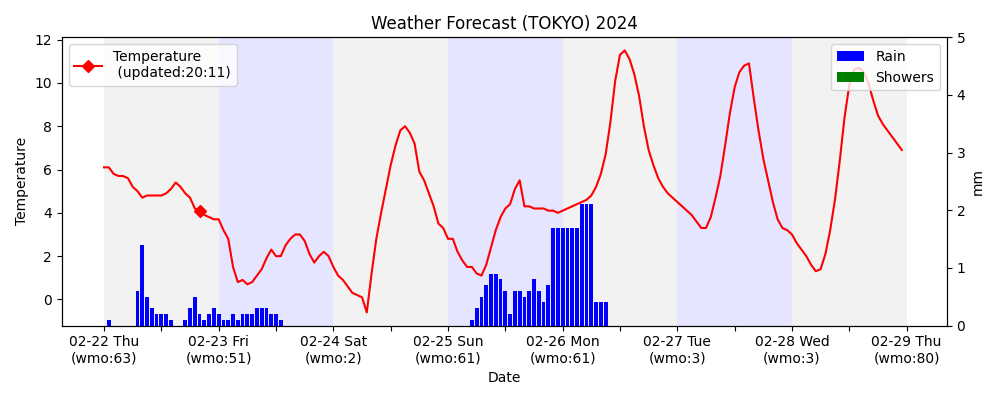 Weather Forecast (TOKYO) 2024
Temperature
(updated:20:11)
Rain
Showers
12
10
8
6
4
2
0
Temperature
5
4
3
2
1
0
mm
02-22 Thu
(wmo:63)
02-23 Fri
(wmo:51)
02-24 Sat
(wmo:2)
02-25 Sun
(wmo:61)
02-26 Mon
(wmo:61)
02-27 Tue
(wmo:3)
02-28 Wed
(wmo:3)
02-29 Thu
(wmo:80)
Date